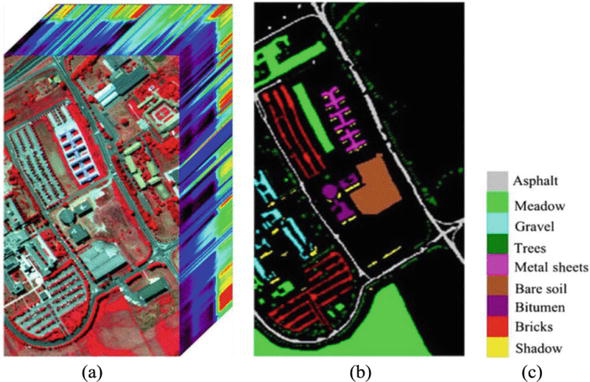 Asphalt
Meadow
Gravel
Trees
Metal sheets
Bare soil
Bitumen
Bricks
Shadow
(a)
(b)
(c)